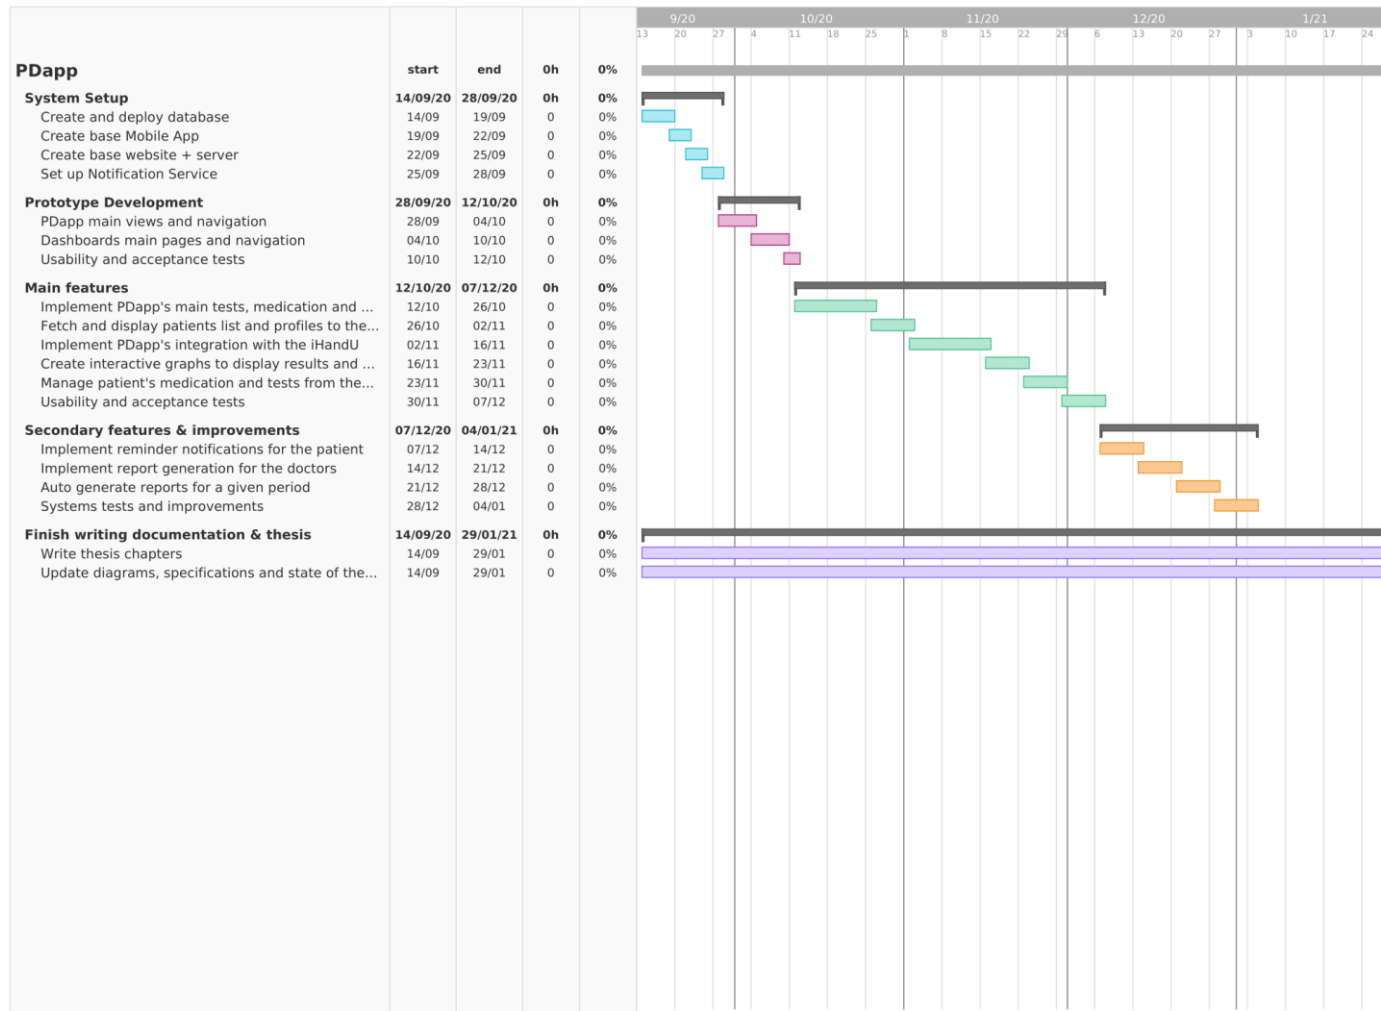 9/20 10/20 11/20 12/20 1/21
13 20 27 4 11 18 25 1 8 15 22 29 6 13 20 27 3 10 17 24
PDapp start end 0h 0%
System Setup 14/09/20 28/09/20 0h 0%
Create and deploy database 14/09 19/09 0 0%
Create base Mobile App 19/09 22/09 0 0%
Create base website + server 22/09 25/09 0 0%
Set up Notification Service 25/09 28/09 0 0%
Prototype Development 28/09/20 12/10/20 0h 0%
PDapp main views and navigation 28/09 04/10 0 0%
Dashboards main pages and navigation 04/10 10/10 0 0%
Usability and acceptance tests 10/10 12/10 0 0%
Main features 12/10/20 07/12/20 0h 0%
Implement PDapp's main tests, medication and ... 12/10 26/10 0 0%
Fetch and display patients list and profiles to the... 26/10 02/11 0 0%
Implement PDapp's integration with the iHandU 02/11 16/11 0 0%
Create interactive graphs to display results and ... 16/11 23/11 0 0%
Manage patient's medication and tests from the... 23/11 30/11 0 0%
Usability and acceptance tests 30/11 07/12 0 0%
Secondary features & improvements 07/12/20 04/01/21 0h 0%
Implement reminder notifications for the patient 07/12 14/12 0 0%
Implement report generation for the doctors 14/12 21/12 0 0%
Auto generate reports for a given period 21/12 28/12 0 0%
Systems tests and improvements 28/12 04/01 0 0%
Finish writing documentation & thesis 14/09/20 29/01/21 0h 0%
Write thesis chapters 14/09 29/01 0 0%
Update diagrams, specifications and state of the... 14/09 29/01 0 0%